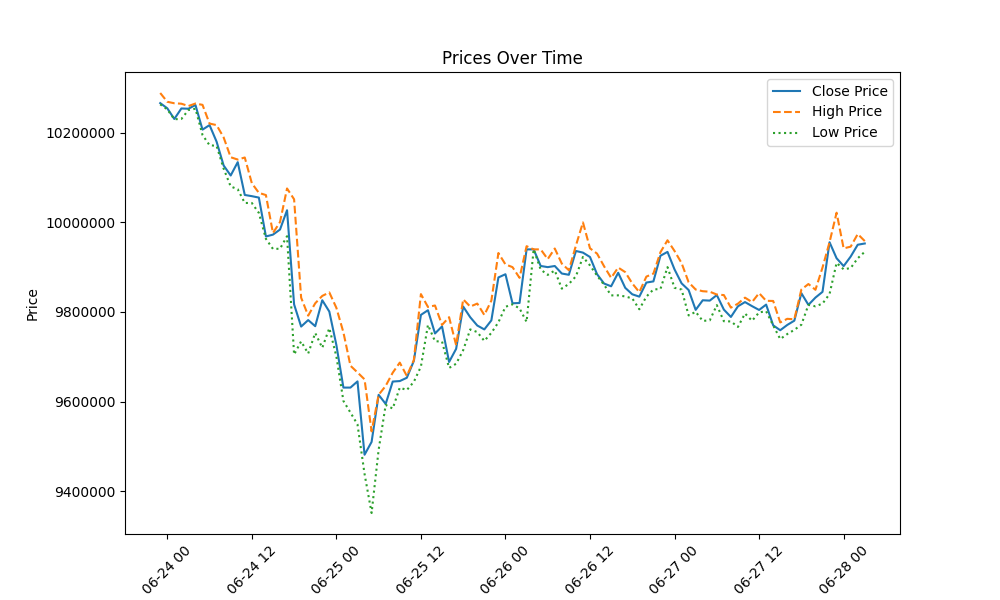 Prices Over Time
Close Price
High Price
Low Price
Price
10200000
10000000
9800000
9600000
9400000
06-24 00
06-24 12
06-25 00
06-25 12
06-26 00
06-26 12
06-27 00
06-27 12
06-28 00